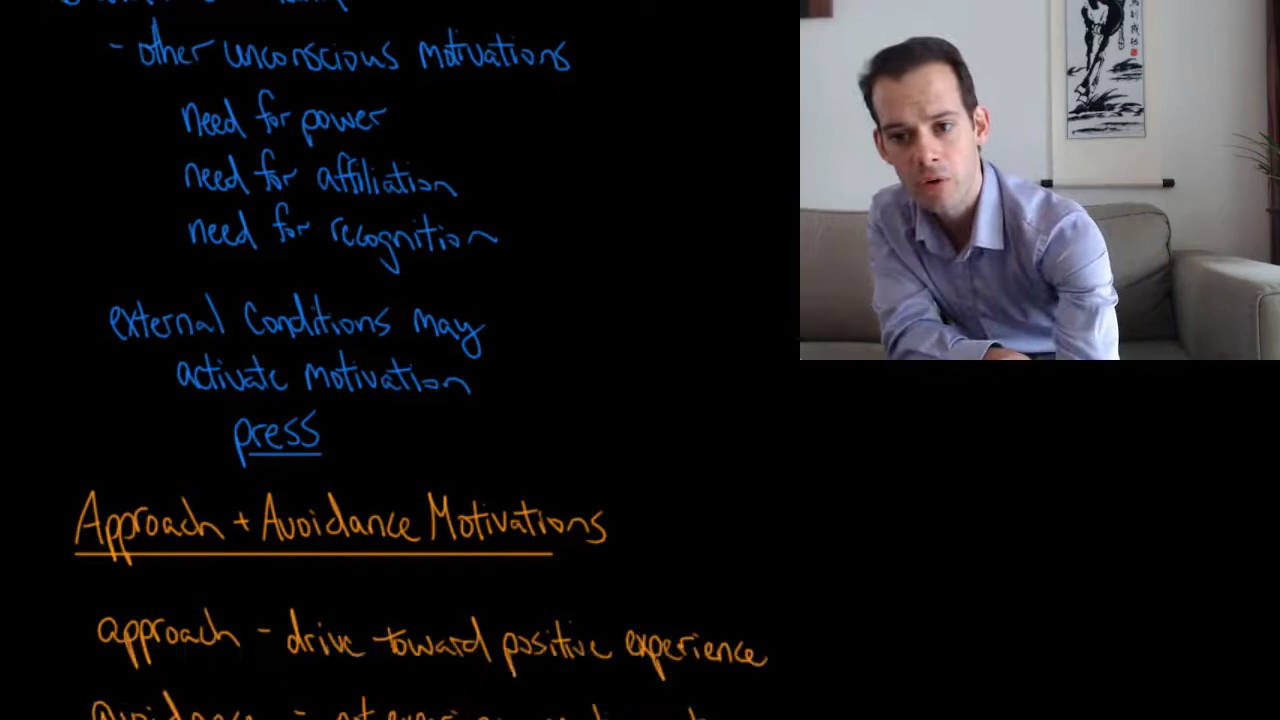 - other unconscious motivations
need for power
need for affiliation
need for recognition
external conditions may
activate motivation
press
Approach + Avoidance Motivations
approach - drive toward positive experience
avoidance -